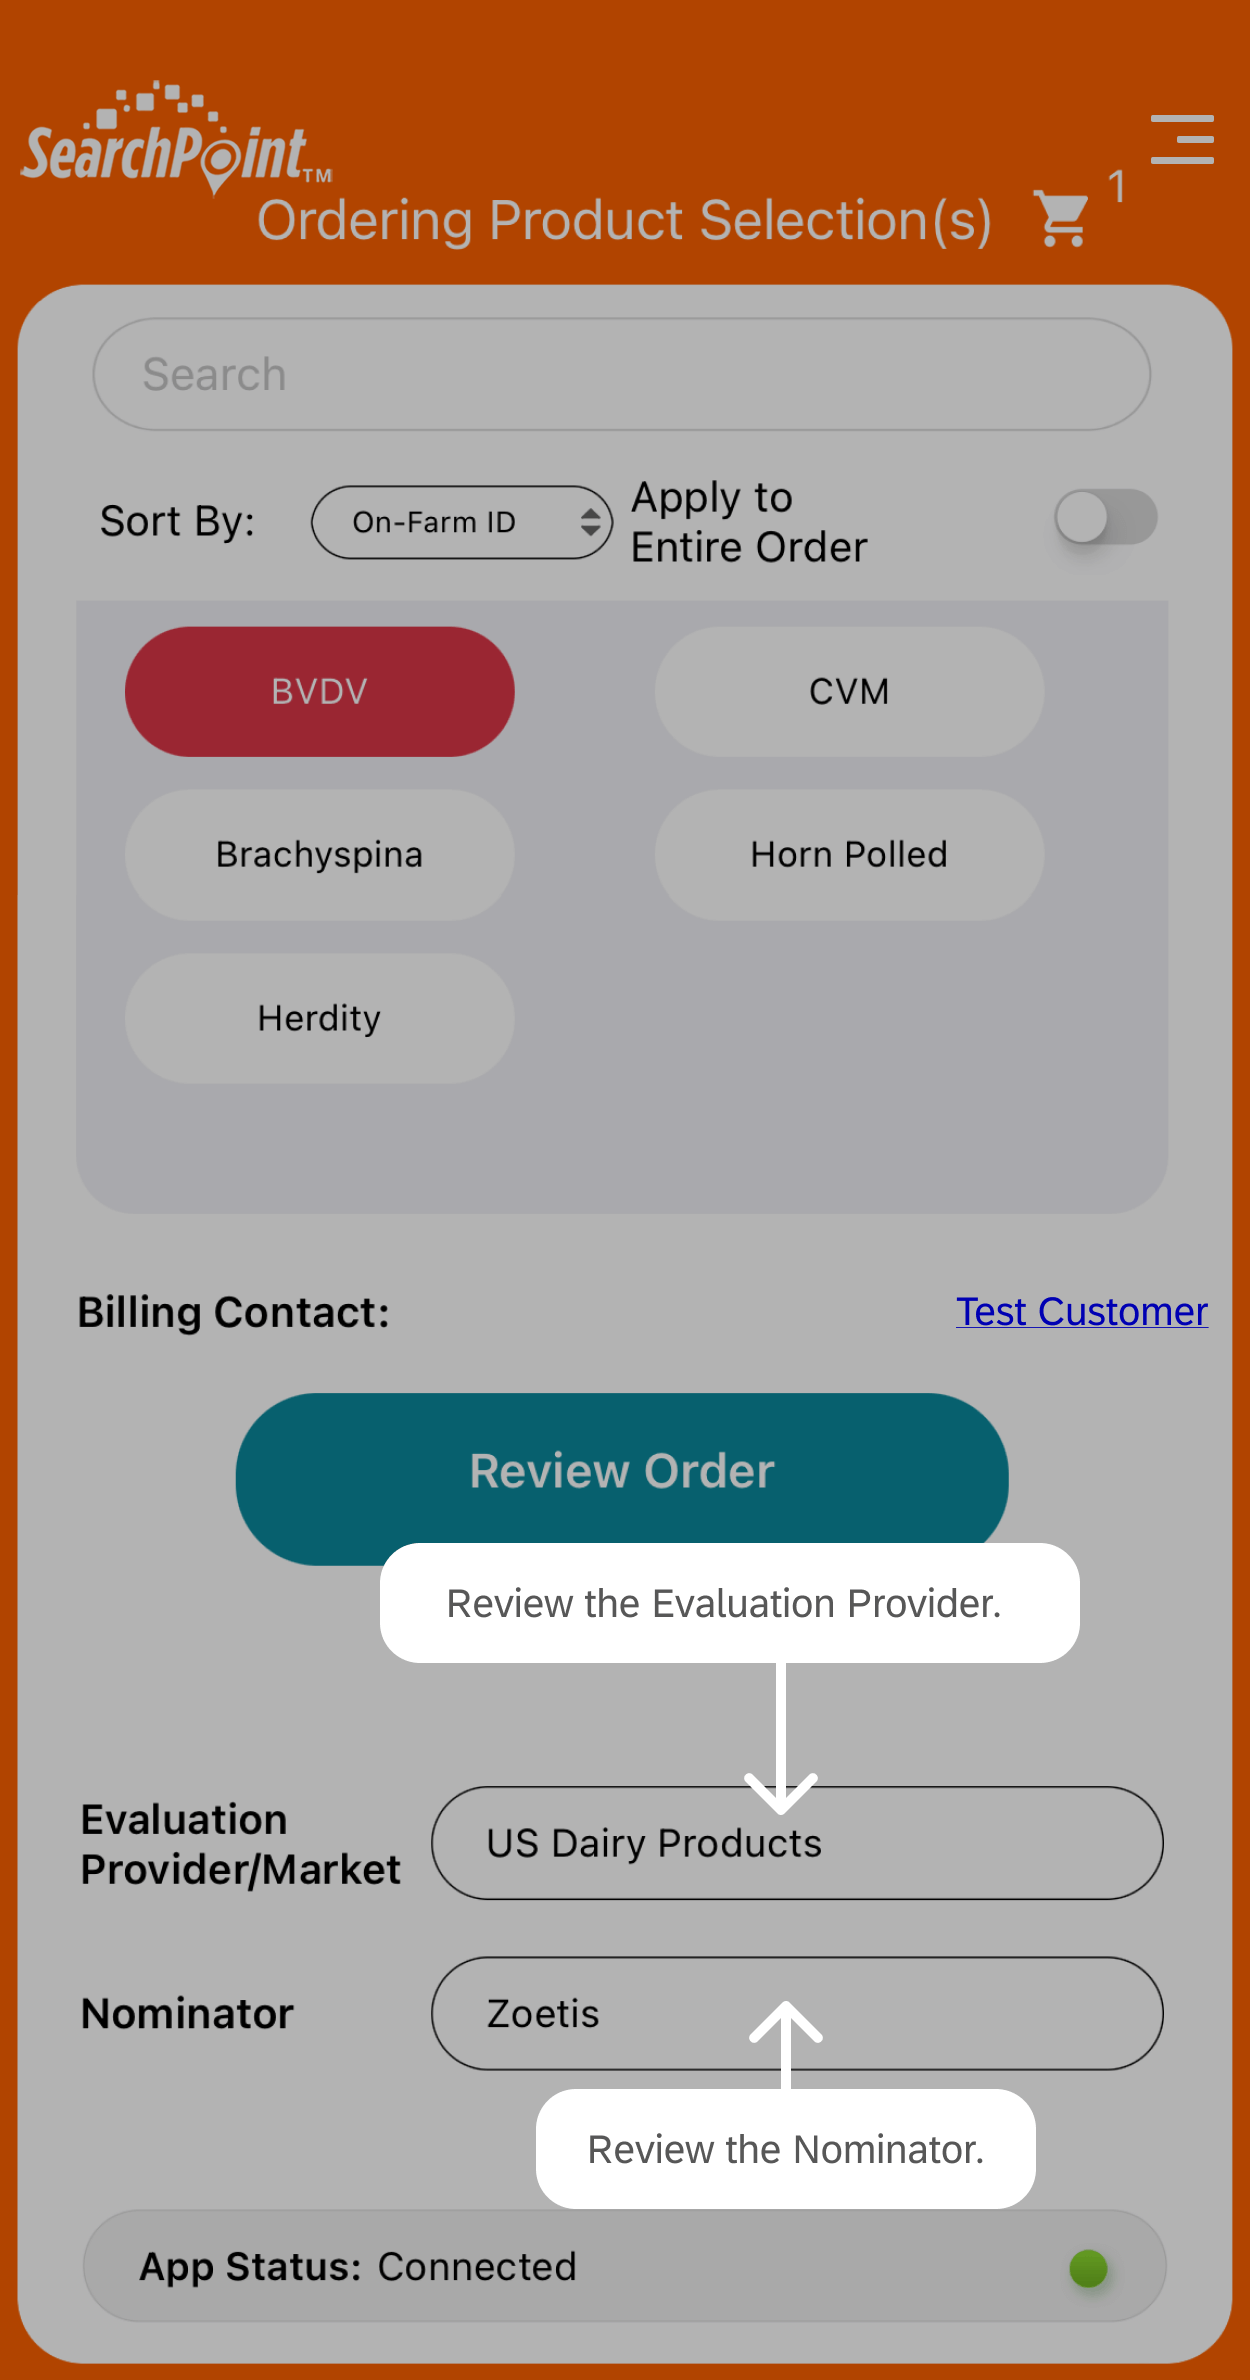 SearchPoint™
Ordering Product Selection(s) 1
Search
Sort By: On-Farm ID Apply to
Entire Order
BVDV CVM
Brachyspina Horn Polled
Herdity
Billing Contact: Test Customer
Review Order
Review the Evaluation Provider.
Evaluation
Provider/Market US Dairy Products
Nominator Zoetis
Review the Nominator.
App Status: Connected